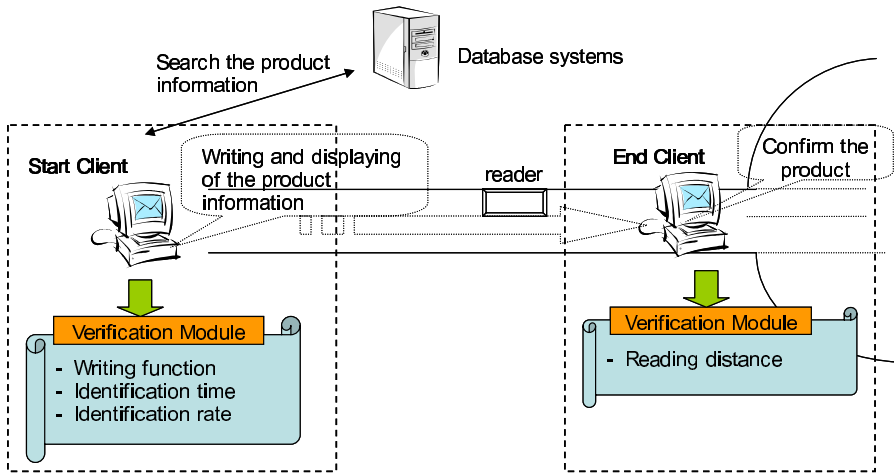 Search the product
information
Database systems
Start Client
Writing and displaying
of the product
information
reader
End Client
Confirm the
product
Verification Module
- Writing function
- Identification time
- Identification rate
Verification Module
- Reading distance